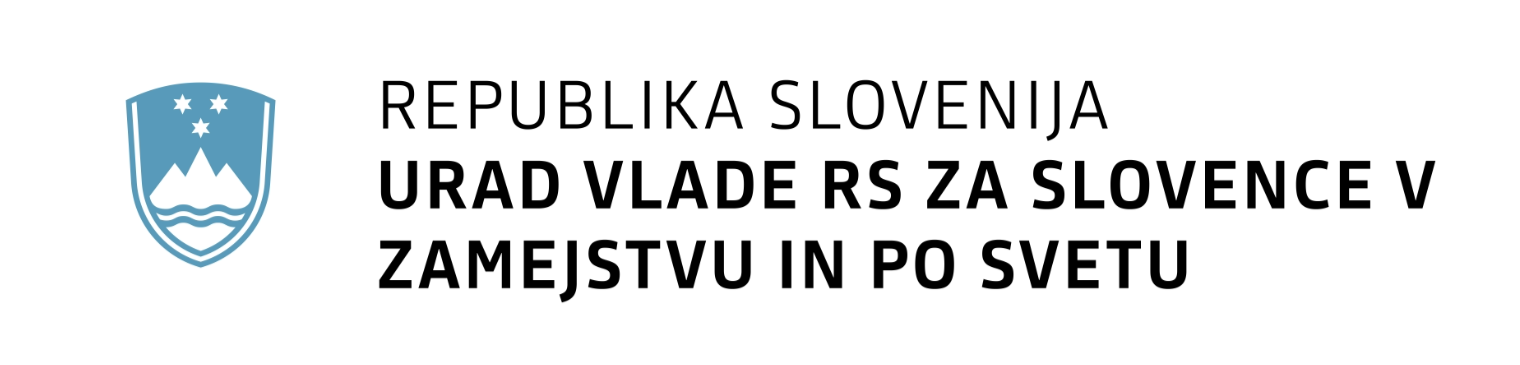 REPUBLIKA SLOVENIJA
URAD VLADE RS ZA SLOVENCE V
ZAMEJSTVU IN PO SVETU